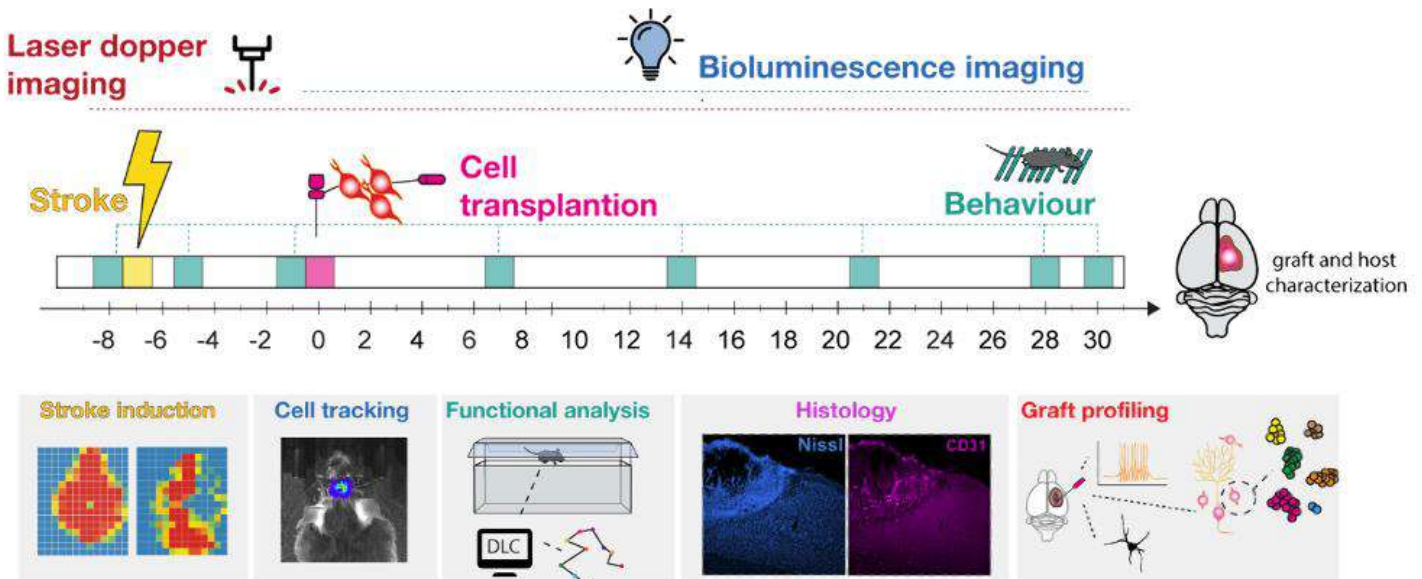 Laser dopper
imaging
Bioluminescence imaging
Stroke
Cell
transplantion
Behaviour
graft and host
characterization
-8 -6 -4 -2 0 2 4 6 8 10 12 14 16 18 20 22 24 26 28 30
Stroke induction
Cell tracking
Functional analysis
Histology
Graft profiling
Nissl
CD31
DLC